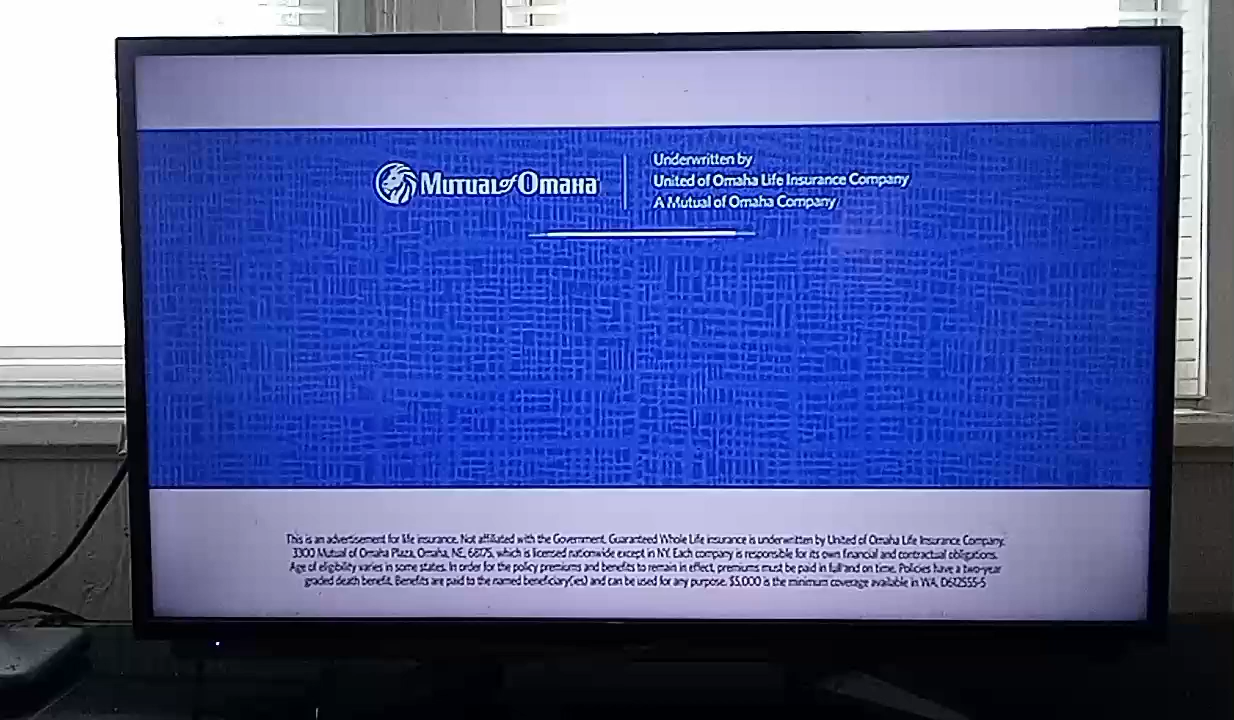 Mutual of Omaha
Underwritten by
United of Omaha Life Insurance Company
A Mutual of Omaha Company
This is an advertisement for life insurance. Not affiliated with the Government. Guaranteed Whole Life insurance is underwritten by United of Omaha Life Insurance Company,
3300 Mutual of Omaha Plaza, Omaha, NE, 68175, which is licensed nationwide except in NY. Each company is responsible for its own financial and contractual obligations.
Age of eligibility varies in some states. In order for the policy premiums and benefits to remain in effect, premiums must be paid in full and on time. Policies have a two-year
graded death benefit. Benefits are paid to the named beneficiary(ies) and can be used for any purpose. $5,000 is the minimum coverage available in WA. D612555-5